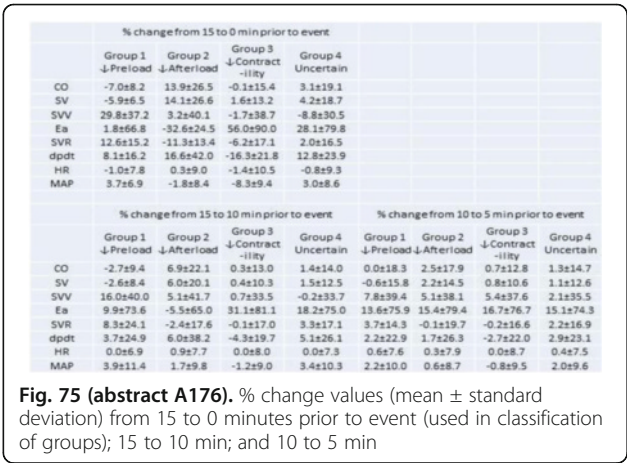 % change from 15 to 0 min prior to event
Group 1 Group 2 Group 3 Group 4
↓Preload ↓Afterload ↓Contract-ility Uncertain
CO -7.0±8.2 13.9±26.5 -0.1±15.4 3.1±19.1
SV -5.9±6.5 14.1±26.6 1.6±13.2 4.2±18.7
SVV 29.8±37.2 3.2±40.1 -1.7±38.7 -8.8±30.5
Ea 1.8±66.8 -32.6±24.5 56.0±90.0 28.1±79.8
SVR 12.6±15.2 -11.3±13.4 -6.2±17.1 2.0±16.5
dpdt 8.1±16.2 16.6±42.0 -16.3±21.8 12.8±23.9
HR -1.0±7.8 0.3±9.0 -1.4±10.5 -0.8±9.3
MAP 3.7±6.9 -1.8±8.4 -8.3±9.4 3.0±8.6
% change from 15 to 10 min prior to event % change from 10 to 5 min prior to event
Group 1 Group 2 Group 3 Group 4 Group 1 Group 2 Group 3 Group 4
↓Preload ↓Afterload ↓Contract-ility Uncertain ↓Preload ↓Afterload ↓Contract-ility Uncertain
CO -2.7±9.4 6.9±22.1 0.3±13.0 1.4±14.0 0.0±18.3 2.5±17.9 0.7±12.8 1.3±14.7
SV -2.6±8.4 6.0±20.1 0.4±10.3 1.5±12.5 -0.6±15.8 2.2±14.5 0.8±10.6 1.1±12.6
SVV 16.0±40.0 5.1±41.7 0.7±33.5 -0.2±33.7 7.8±39.4 5.1±38.1 5.4±37.6 2.1±35.5
Ea 9.9±73.6 -5.5±65.0 31.1±81.1 18.2±75.0 13.6±75.9 15.4±79.4 16.7±76.7 15.1±74.3
SVR 8.3±24.1 -2.4±17.6 -0.1±17.0 3.3±17.1 3.7±14.3 -0.1±19.7 -0.2±16.6 2.2±16.9
dpdt 3.7±24.9 6.0±38.2 -4.3±19.7 5.1±26.1 2.2±22.9 1.7±26.3 -2.7±22.0 2.9±23.1
HR 0.0±6.9 0.9±7.7 0.0±8.0 0.0±7.3 0.6±7.6 0.3±7.9 0.0±8.7 0.4±7.5
MAP 3.9±11.4 1.7±9.8 -1.2±9.0 3.4±10.3 2.2±10.0 0.6±8.7 -0.8±9.5 2.0±9.6
Fig. 75 (abstract A176). % change values (mean ± standard
deviation) from 15 to 0 minutes prior to event (used in classification
of groups); 15 to 10 min; and 10 to 5 min